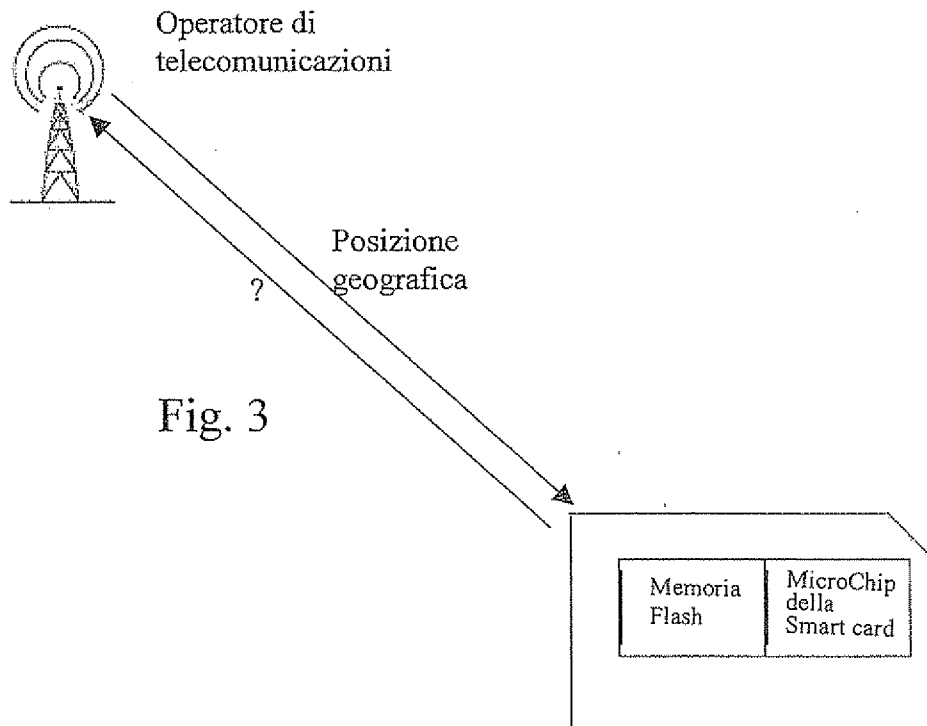 Operatore di
telecomunicazioni
Posizione
geografica
?
Fig. 3
Memoria
Flash
MicroChip
della
Smart card